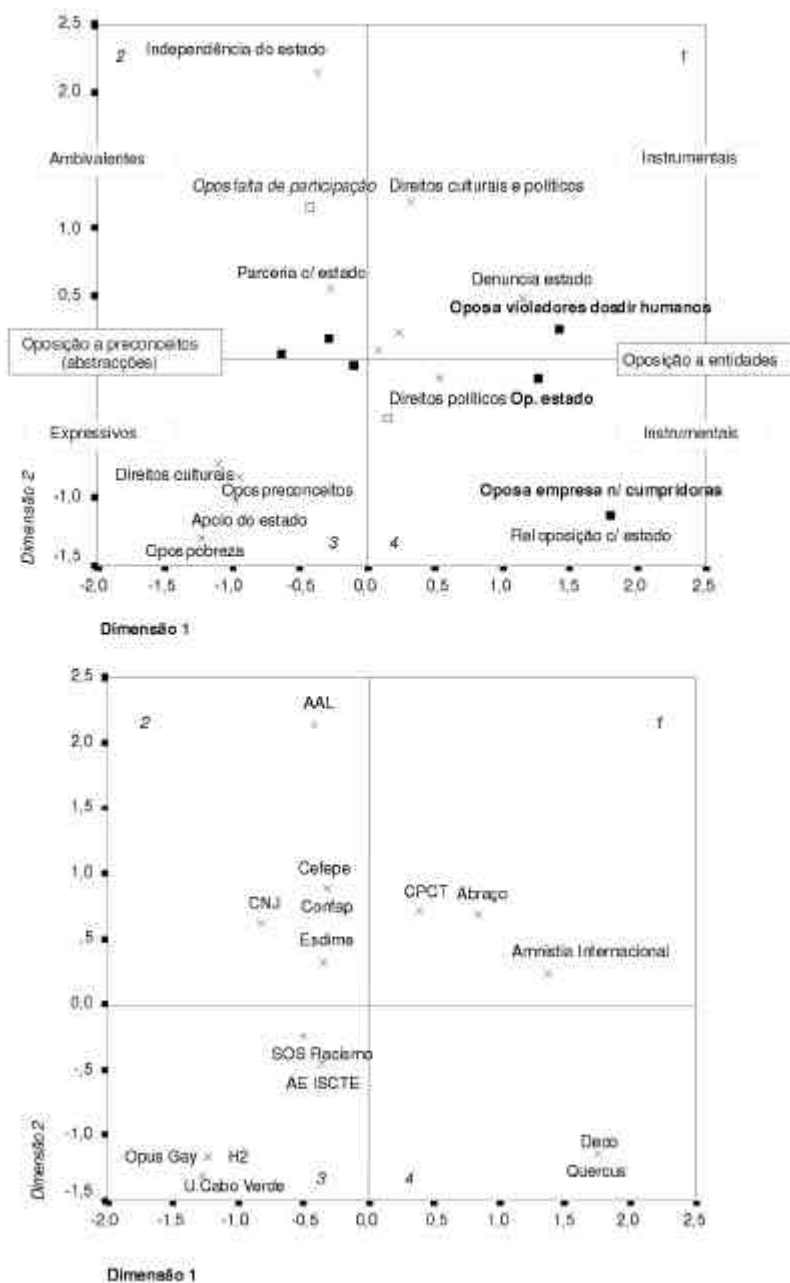 2,5
2 Independência do estado 1
2,0
Ambivalentes Instrumentais
Opos falta de participação Direitos culturais e políticos
1,0
Parceria c/ estado Denuncia estado
0,5
Oposa violadores dosdir humanos
Oposição a preconceitos
(abstracções)
Oposição a entidades
Direitos políticos Op. estado
Expressivos Instrumentais
Direitos culturais
-1,0
Opos preconceitos Oposa empresa n/ cumpridoras
Apoio do estado
Opos pobreza 3 4 Rel oposição c/ estado
-1,5
-2,0 -1,5 -1,0 -0,5 0,0 0,5 1,0 1,5 2,0 2,5
Dimensão 2
Dimensão 1
2,5
AAL
2 1
2,0
1,5
1,0
Cefepe
CNJ Confap CPCT Abraço
,5
Esdime
Amnistia Internacional
0,0
-,5
SOS Racismo
AE ISCTE
-1,0
Opus Gay H2 Deco
U.Cabo Verde 3 4 Quercus
-1,5
-2,0 -1,5 -1,0 -,5 0,0 0,5 1,0 1,5 2,0 2,5
Dimensão 2
Dimensão 1